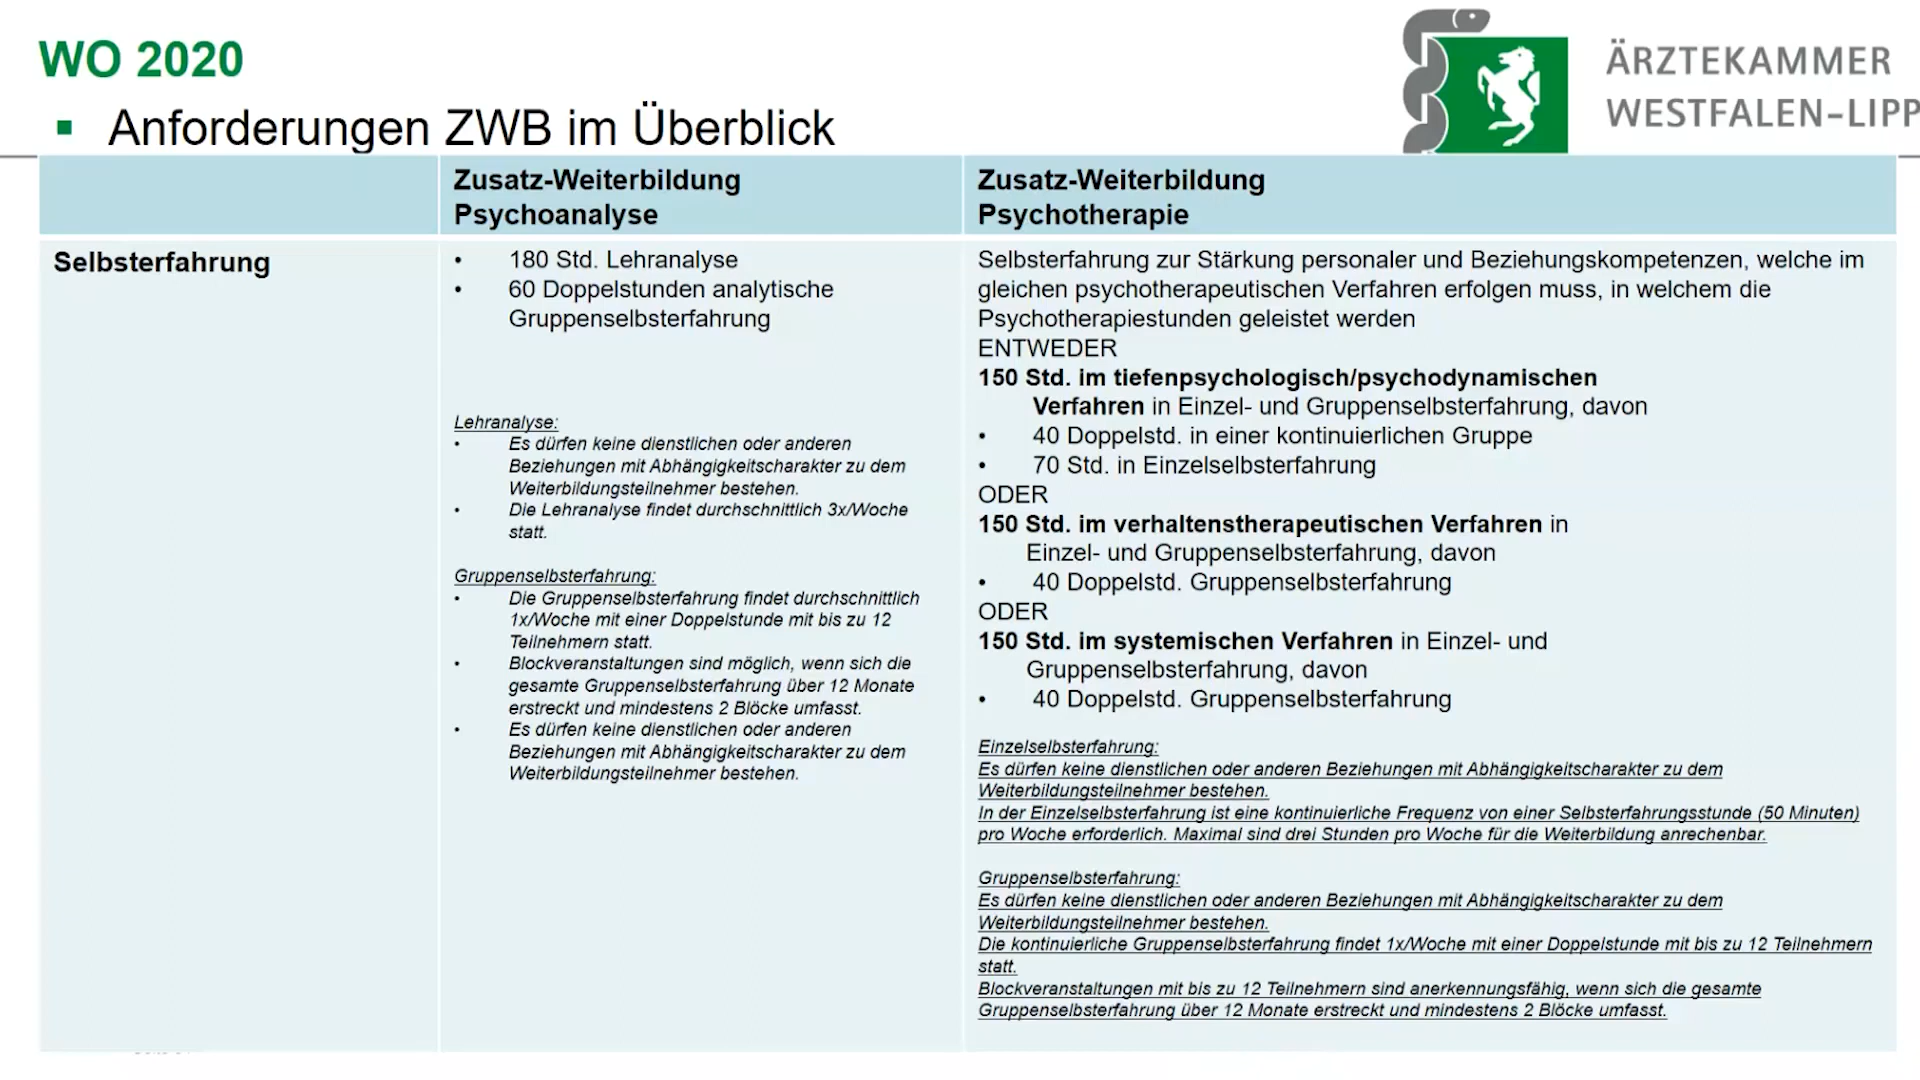 WO 2020
▪ Anforderungen ZWB im Überblick
ÄRZTEKAMMER
WESTFALEN-LIPP
Zusatz-Weiterbildung
Psychoanalyse
Zusatz-Weiterbildung
Psychotherapie
Selbsterfahrung
• 180 Std. Lehranalyse
• 60 Doppelstunden analytische
Gruppenselbsterfahrung
Lehranalyse:
• Es dürfen keine dienstlichen oder anderen
Beziehungen mit Abhängigkeitscharakter zu dem
Weiterbildungsteilnehmer bestehen.
• Die Lehranalyse findet durchschnittlich 3x/Woche
statt.
Gruppenselbsterfahrung:
• Die Gruppenselbsterfahrung findet durchschnittlich
1x/Woche mit einer Doppelstunde mit bis zu 12
Teilnehmern statt.
• Blockveranstaltungen sind möglich, wenn sich die
gesamte Gruppenselbsterfahrung über 12 Monate
erstreckt und mindestens 2 Blöcke umfasst.
• Es dürfen keine dienstlichen oder anderen
Beziehungen mit Abhängigkeitscharakter zu dem
Weiterbildungsteilnehmer bestehen.
Selbsterfahrung zur Stärkung personaler und Beziehungskompetenzen, welche im
gleichen psychotherapeutischen Verfahren erfolgen muss, in welchem die
Psychotherapiestunden geleistet werden
ENTWEDER
150 Std. im tiefenpsychologisch/psychodynamischen
Verfahren in Einzel- und Gruppenselbsterfahrung, davon
• 40 Doppelstd. in einer kontinuierlichen Gruppe
• 70 Std. in Einzelselbsterfahrung
ODER
150 Std. im verhaltenstherapeutischen Verfahren in
Einzel- und Gruppenselbsterfahrung, davon
• 40 Doppelstd. Gruppenselbsterfahrung
ODER
150 Std. im systemischen Verfahren in Einzel- und
Gruppenselbsterfahrung, davon
• 40 Doppelstd. Gruppenselbsterfahrung
Einzelselbsterfahrung:
Es dürfen keine dienstlichen oder anderen Beziehungen mit Abhängigkeitscharakter zu dem
Weiterbildungsteilnehmer bestehen.
In der Einzelselbsterfahrung ist eine kontinuierliche Frequenz von einer Selbsterfahrungsstunde (50 Minuten)
pro Woche erforderlich. Maximal sind drei Stunden pro Woche für die Weiterbildung anrechenbar.
Gruppenselbsterfahrung:
Es dürfen keine dienstlichen oder anderen Beziehungen mit Abhängigkeitscharakter zu dem
Weiterbildungsteilnehmer bestehen.
Die kontinuierliche Gruppenselbsterfahrung findet 1x/Woche mit einer Doppelstunde mit bis zu 12 Teilnehmern
statt.
Blockveranstaltungen mit bis zu 12 Teilnehmern sind anerkennungsfähig, wenn sich die gesamte
Gruppenselbsterfahrung über 12 Monate erstreckt und mindestens 2 Blöcke umfasst.